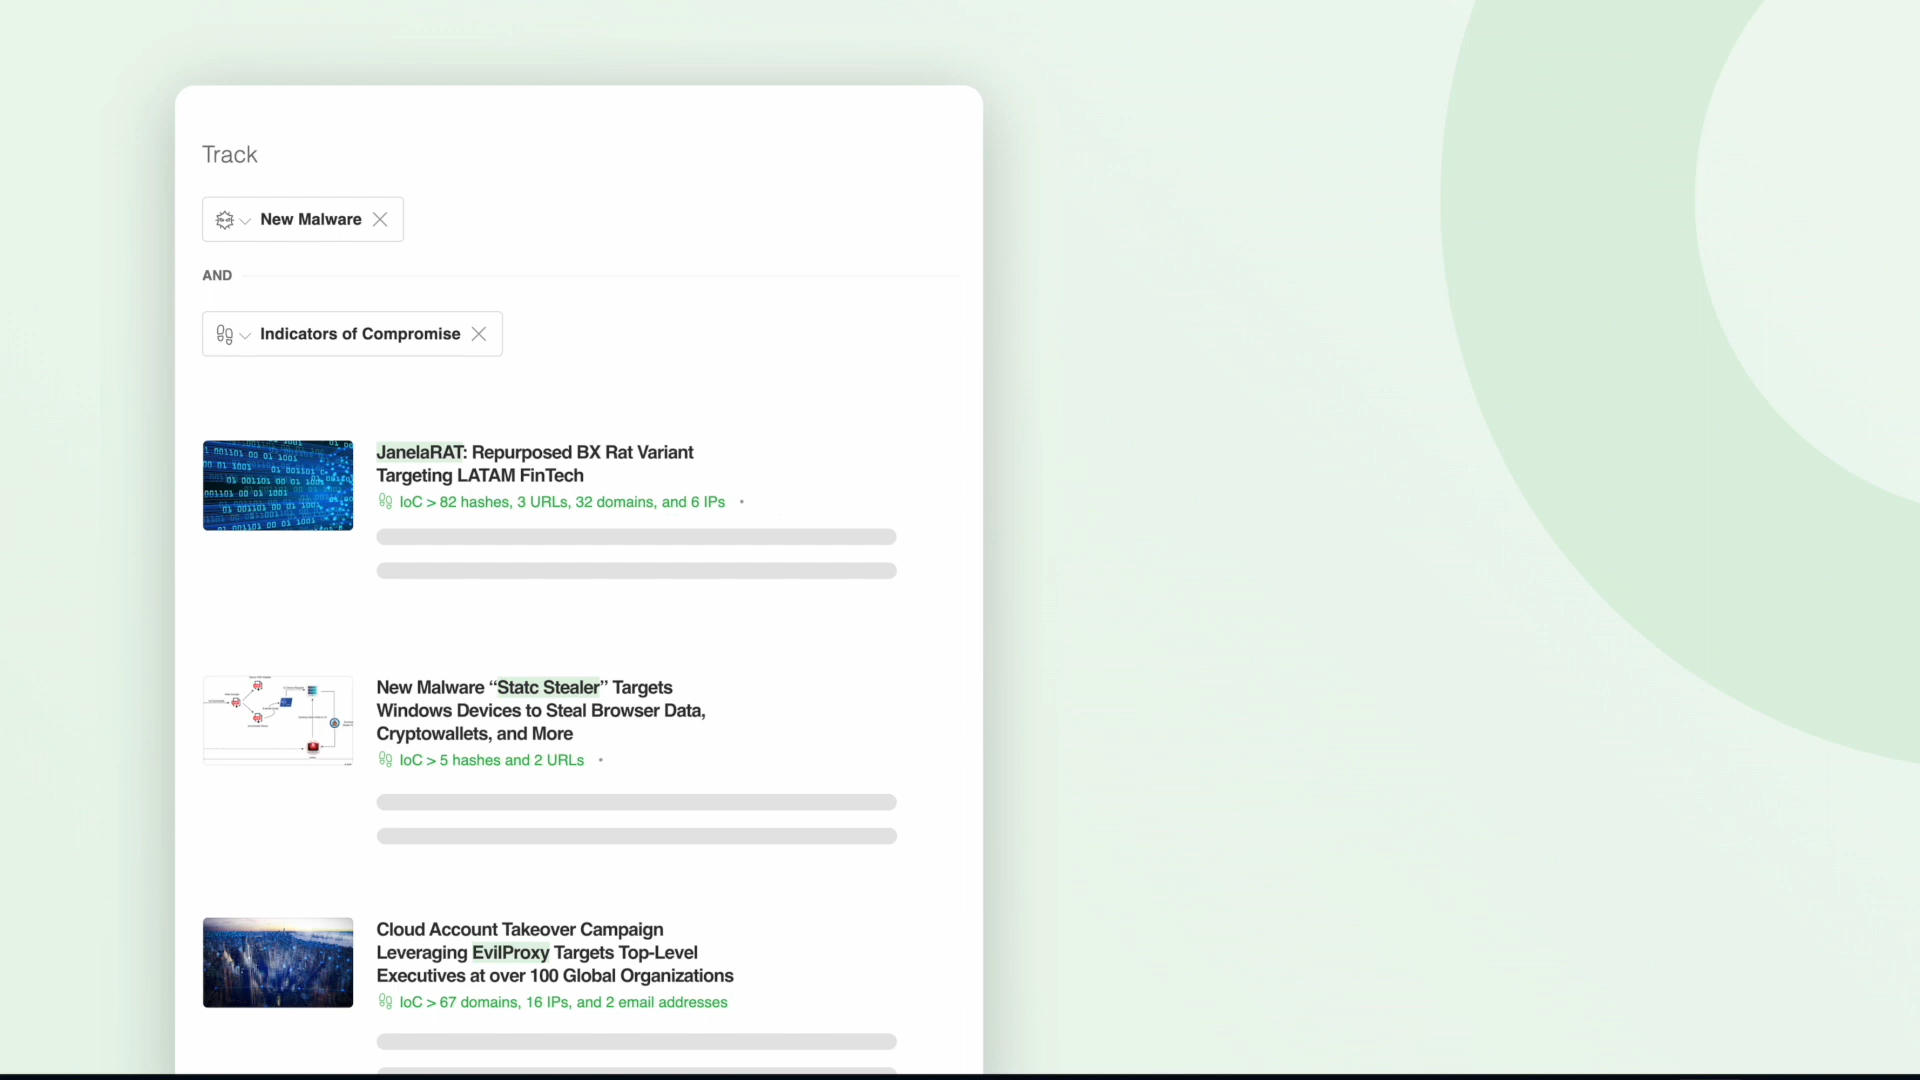 Track
New Malware
AND
Indicators of Compromise
JanelaRAT: Repurposed BX Rat Variant
Targeting LATAM FinTech
IoC > 82 hashes, 3 URLs, 32 domains, and 6 IPs •
New Malware “Statc Stealer” Targets
Windows Devices to Steal Browser Data,
Cryptowallets, and More
IoC > 5 hashes and 2 URLs •
Cloud Account Takeover Campaign
Leveraging EvilProxy Targets Top-Level
Executives at over 100 Global Organizations
IoC > 67 domains, 16 IPs, and 2 email addresses